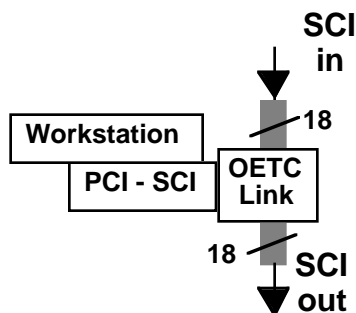 SCI
in
18
Workstation
OETC
Link
PCI - SCI
18
SCI
out